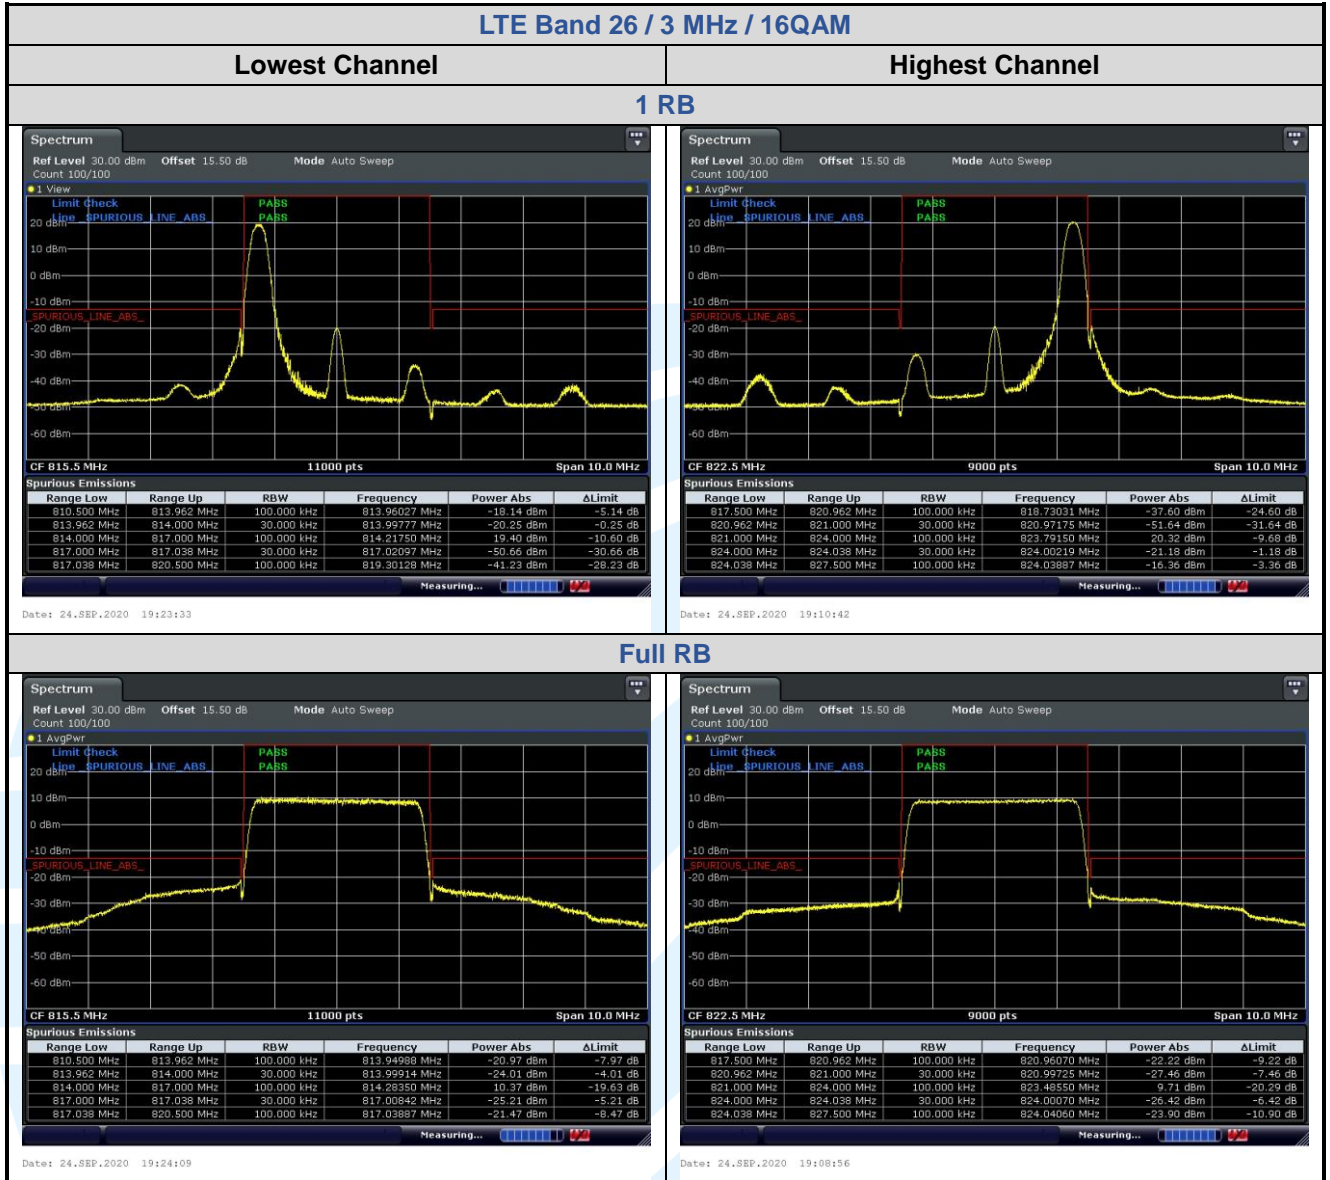 LTE Band 26 / 3 MHz / 16QAM
Lowest Channel Highest Channel
1 RB
Spectrum
Ref Level 30.00 dBm Offset 15.50 dB Mode Auto Sweep
Count 100/100
1 View
Limit Check PASS
Line _SPURIOUS_LINE_ABS_ PASS
20 dBm
10 dBm
0 dBm
-10 dBm
_SPURIOUS_LINE_ABS_
-20 dBm
-30 dBm
-40 dBm
-50 dBm
-60 dBm
CF 815.5 MHz 11000 pts Span 10.0 MHz
Spurious Emissions
Range Low Range Up RBW Frequency Power Abs ΔLimit
810.500 MHz 813.962 MHz 100.000 kHz 813.96027 MHz -18.14 dBm -5.14 dB
813.962 MHz 814.000 MHz 30.000 kHz 813.99777 MHz -20.25 dBm -0.25 dB
814.000 MHz 817.000 MHz 100.000 kHz 814.21750 MHz 19.40 dBm -10.60 dB
817.000 MHz 817.038 MHz 30.000 kHz 817.02097 MHz -50.66 dBm -30.66 dB
817.038 MHz 820.500 MHz 100.000 kHz 819.30128 MHz -41.23 dBm -28.23 dB
Measuring...
Date: 24.SEP.2020 19:23:33
Spectrum
Ref Level 30.00 dBm Offset 15.50 dB Mode Auto Sweep
Count 100/100
1 AvgPwr
Limit Check PASS
Line _SPURIOUS_LINE_ABS_ PASS
20 dBm
10 dBm
0 dBm
-10 dBm
_SPURIOUS_LINE_ABS_
-20 dBm
-30 dBm
-40 dBm
-50 dBm
-60 dBm
CF 822.5 MHz 9000 pts Span 10.0 MHz
Spurious Emissions
Range Low Range Up RBW Frequency Power Abs ΔLimit
817.500 MHz 820.962 MHz 100.000 kHz 818.73031 MHz -37.60 dBm -24.60 dB
820.962 MHz 821.000 MHz 30.000 kHz 820.97175 MHz -51.64 dBm -31.64 dB
821.000 MHz 824.000 MHz 100.000 kHz 823.79150 MHz 20.32 dBm -9.68 dB
824.000 MHz 824.038 MHz 30.000 kHz 824.00219 MHz -21.18 dBm -1.18 dB
824.038 MHz 827.500 MHz 100.000 kHz 824.03887 MHz -16.36 dBm -3.36 dB
Measuring...
Date: 24.SEP.2020 19:10:42
Full RB
Spectrum
Ref Level 30.00 dBm Offset 15.50 dB Mode Auto Sweep
Count 100/100
1 AvgPwr
Limit Check PASS
Line _SPURIOUS_LINE_ABS_ PASS
20 dBm
10 dBm
0 dBm
-10 dBm
_SPURIOUS_LINE_ABS_
-20 dBm
-30 dBm
-40 dBm
-50 dBm
-60 dBm
CF 815.5 MHz 11000 pts Span 10.0 MHz
Spurious Emissions
Range Low Range Up RBW Frequency Power Abs ΔLimit
810.500 MHz 813.962 MHz 100.000 kHz 813.94988 MHz -20.97 dBm -7.97 dB
813.962 MHz 814.000 MHz 30.000 kHz 813.99914 MHz -24.01 dBm -4.01 dB
814.000 MHz 817.000 MHz 100.000 kHz 814.28350 MHz 10.37 dBm -19.63 dB
817.000 MHz 817.038 MHz 30.000 kHz 817.00842 MHz -25.21 dBm -5.21 dB
817.038 MHz 820.500 MHz 100.000 kHz 817.03887 MHz -21.47 dBm -8.47 dB
Measuring...
Date: 24.SEP.2020 19:24:09
Spectrum
Ref Level 30.00 dBm Offset 15.50 dB Mode Auto Sweep
Count 100/100
1 AvgPwr
Limit Check PASS
Line _SPURIOUS_LINE_ABS_ PASS
20 dBm
10 dBm
0 dBm
-10 dBm
_SPURIOUS_LINE_ABS_
-20 dBm
-30 dBm
-40 dBm
-50 dBm
-60 dBm
CF 822.5 MHz 9000 pts Span 10.0 MHz
Spurious Emissions
Range Low Range Up RBW Frequency Power Abs ΔLimit
817.500 MHz 820.962 MHz 100.000 kHz 820.96070 MHz -22.22 dBm -9.22 dB
820.962 MHz 821.000 MHz 30.000 kHz 820.99725 MHz -27.46 dBm -7.46 dB
821.000 MHz 824.000 MHz 100.000 kHz 823.48550 MHz 9.71 dBm -20.29 dB
824.000 MHz 824.038 MHz 30.000 kHz 824.00070 MHz -26.42 dBm -6.42 dB
824.038 MHz 827.500 MHz 100.000 kHz 824.04060 MHz -23.90 dBm -10.90 dB
Measuring...
Date: 24.SEP.2020 19:08:56